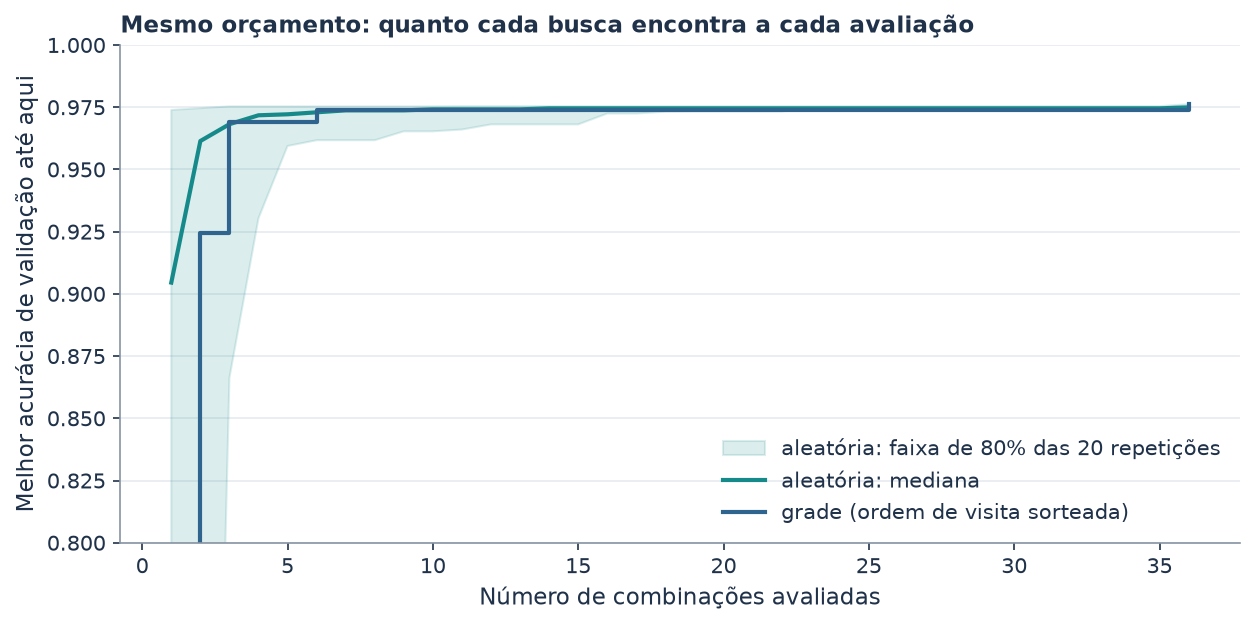 Mesmo orçamento: quanto cada busca encontra a cada avaliação
Melhor acurácia de validação até aqui
1.000
0.975
0.950
0.925
0.900
0.875
0.850
0.825
0.800
aleatória: faixa de 80% das 20 repetições
aleatória: mediana
grade (ordem de visita sorteada)
0 5 10 15 20 25 30 35
Número de combinações avaliadas